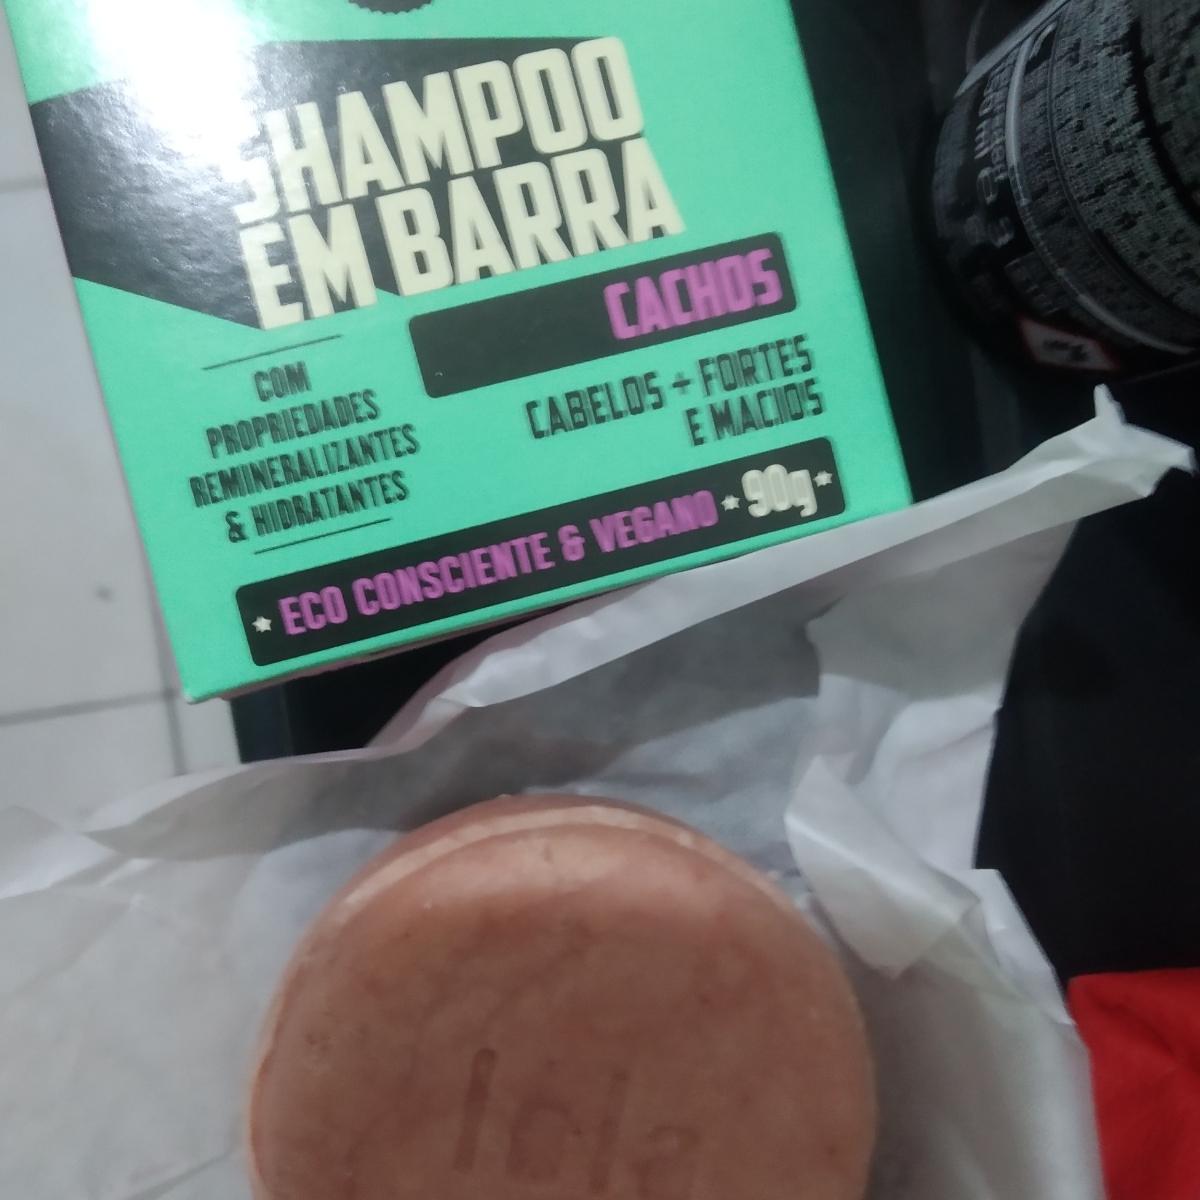 SHAMPOO
EM BARRA
CACHOS
COM
PROPRIEDADES
REMINERALIZANTES
& HIDRATANTES
CABELOS + FORTES
E MACIOS
ECO CONSCIENTE & VEGANO 90g
lola